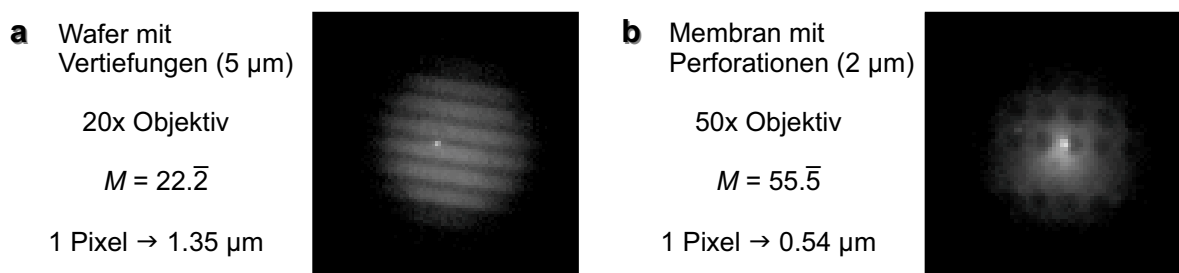 a Wafer mit
Vertiefungen (5 µm)
20x Objektiv
M = 22.2̅
1 Pixel → 1.35 µm
b Membran mit
Perforationen (2 µm)
50x Objektiv
M = 55.5̅
1 Pixel → 0.54 µm